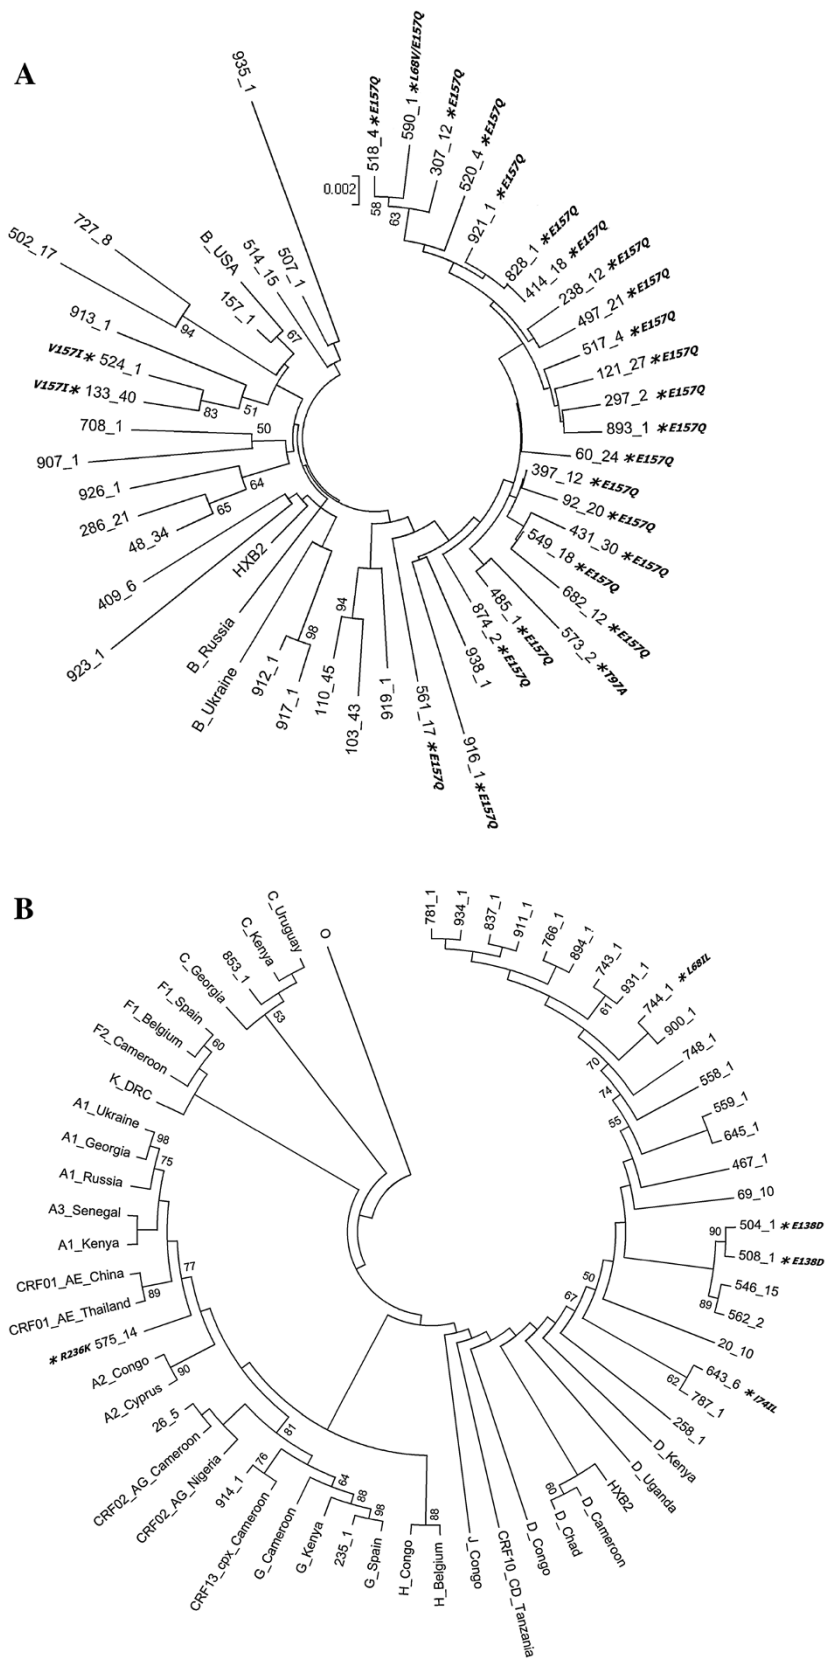 A
935_1
518_4 *E157Q
590_1 *L68V/E157Q
307_12 *E157Q
520_4 *E157Q
921_1 *E157Q
828_1 *E157Q
414_18 *E157Q
238_12 *E157Q
497_21 *E157Q
517_4 *E157Q
121_27 *E157Q
297_2 *E157Q
893_1 *E157Q
60_24 *E157Q
397_12 *E157Q
92_20 *E157Q
431_30 *E157Q
549_18 *E157Q
682_12 *E157Q
573_2 *T97A
485_1 *E157Q
874_2 *E157Q
938_1
916_1 *E157Q
561_17 *E157Q
919_1
103_43
110_45
917_1
912_1
B_Ukraine
B_Russia
HXB2
923_1
409_6
48_34
286_21
926_1
907_1
708_1
V157I* 133_40
V157I* 524_1
913_1
502_17
727_8
157_1
B_USA
514_15
507_1
0.002
58
63
67
94
51
83
50
64
65
98
94
B
O
781_1
934_1
837_1
911_1
766_1
894_1
743_1
931_1
744_1 *L68IL
900_1
748_1
558_1
559_1
645_1
467_1
69_10
504_1 *E138D
508_1 *E138D
546_15
562_2
20_10
643_6 *I74IL
787_1
258_1
D_Kenya
D_Uganda
HXB2
D_Cameroon
D_Chad
D_Congo
CRF10_CD_Tanzania
J_Congo
H_Belgium
H_Congo
G_Spain
235_1
G_Kenya
G_Cameroon
CRF13_cpx_Cameroon
914_1
CRF02_AG_Nigeria
CRF02_AG_Cameroon
26_5
A2_Cyprus
A2_Congo
*R236K 575_14
CRF01_AE_Thailand
CRF01_AE_China
A1_Kenya
A3_Senegal
A1_Russia
A1_Georgia
A1_Ukraine
K_DRC
F2_Cameroon
F1_Belgium
F1_Spain
C_Georgia
853_1
C_Kenya
C_Uruguay
61
70
74
55
90
89
50
67
62
60
88
98
88
64
76
81
90
77
89
75
98
60
53